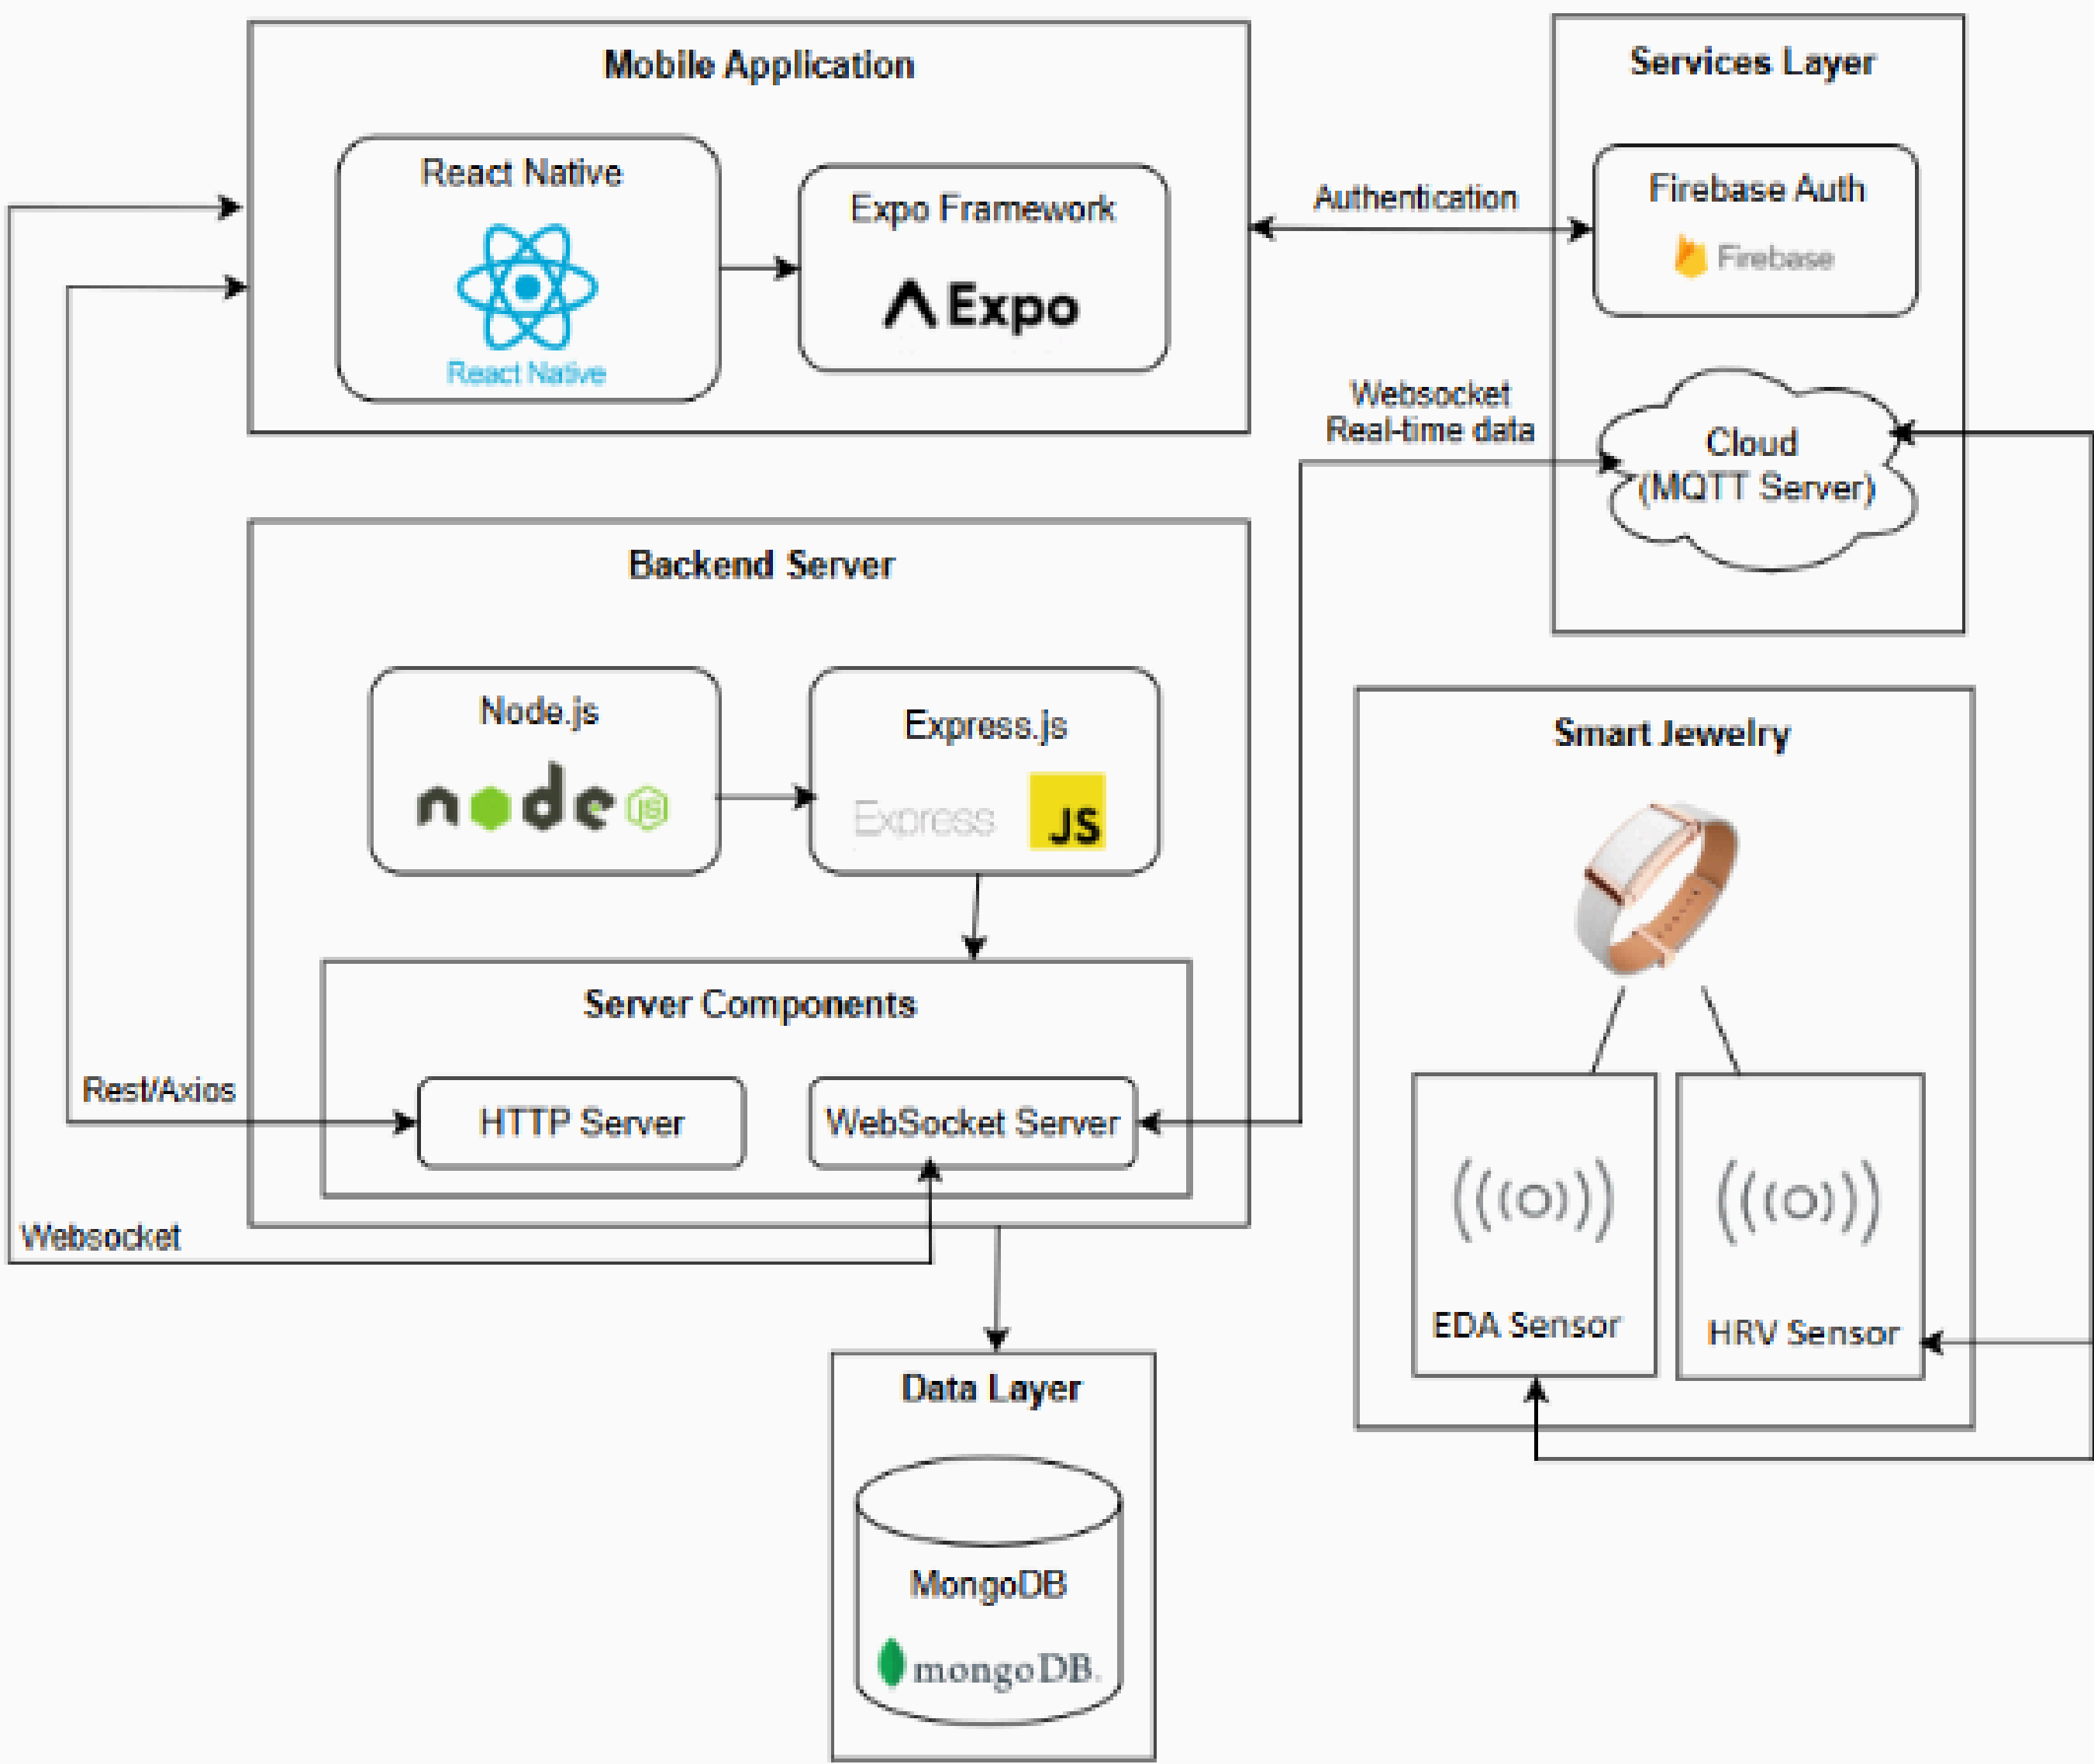 Mobile Application
React Native
React Native
Expo Framework
Expo
Authentication
Services Layer
Firebase Auth
Firebase
Websocket
Real-time data
Cloud
(MQTT Server)
Backend Server
Node.js
node JS
Express.js
Express
JS
Server Components
HTTP Server
WebSocket Server
Rest/Axios
Websocket
Smart Jewelry
EDA Sensor
HRV Sensor
Data Layer
MongoDB
mongoDB.